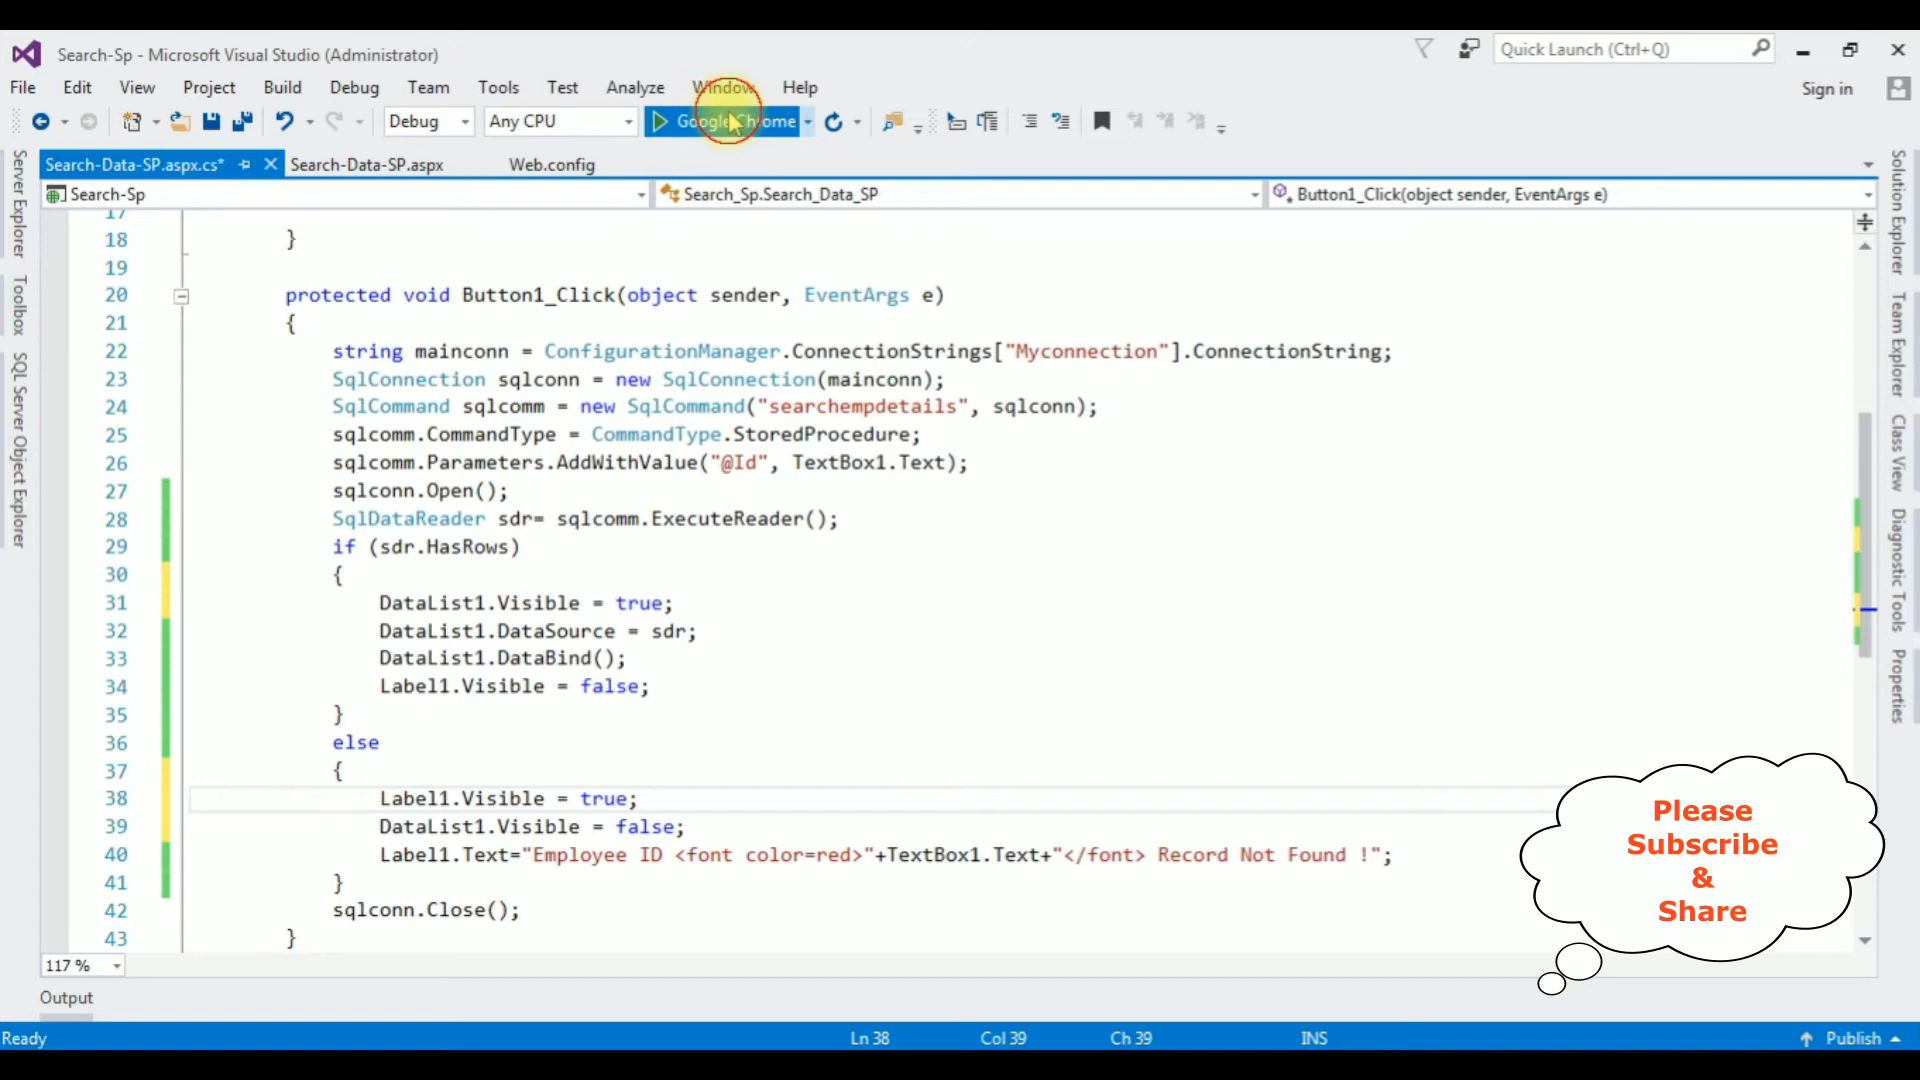 Search-Sp - Microsoft Visual Studio (Administrator)
Quick Launch (Ctrl+Q)
File Edit View Project Build Debug Team Tools Test Analyze Window Help
Sign in
Debug Any CPU Google Chrome
Search-Data-SP.aspx.cs* Search-Data-SP.aspx Web.config
Search-Sp Search_Sp.Search_Data_SP Button1_Click(object sender, EventArgs e)
Server Explorer
Toolbox
SQL Server Object Explorer
17
18 }
19
20 protected void Button1_Click(object sender, EventArgs e)
21 {
22 string mainconn = ConfigurationManager.ConnectionStrings["Myconnection"].ConnectionString;
23 SqlConnection sqlconn = new SqlConnection(mainconn);
24 SqlCommand sqlcomm = new SqlCommand("searchempdetails", sqlconn);
25 sqlcomm.CommandType = CommandType.StoredProcedure;
26 sqlcomm.Parameters.AddWithValue("@Id", TextBox1.Text);
27 sqlconn.Open();
28 SqlDataReader sdr= sqlcomm.ExecuteReader();
29 if (sdr.HasRows)
30 {
31 DataList1.Visible = true;
32 DataList1.DataSource = sdr;
33 DataList1.DataBind();
34 Label1.Visible = false;
35 }
36 else
37 {
38 Label1.Visible = true;
39 DataList1.Visible = false;
40 Label1.Text="Employee ID <font color=red>"+TextBox1.Text+"</font> Record Not Found !";
41 }
42 sqlconn.Close();
43 }
Solution Explorer
Team Explorer
Class View
Diagnostic Tools
Properties
Please
Subscribe
&
Share
117 %
Output
Ready Ln 38 Col 39 Ch 39 INS Publish